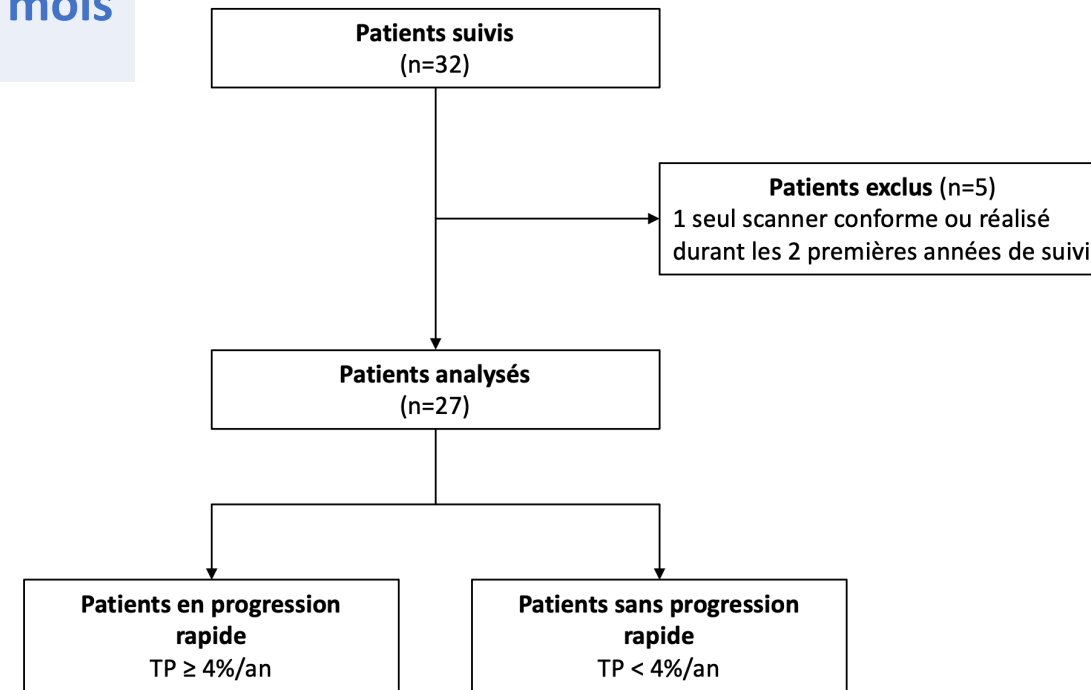 mois
Patients suivis
(n=32)
Patients exclus (n=5)
1 seul scanner conforme ou réalisé
durant les 2 premières années de suivi
Patients analysés
(n=27)
Patients en progression
rapide
TP ≥ 4%/an
Patients sans progression
rapide
TP < 4%/an